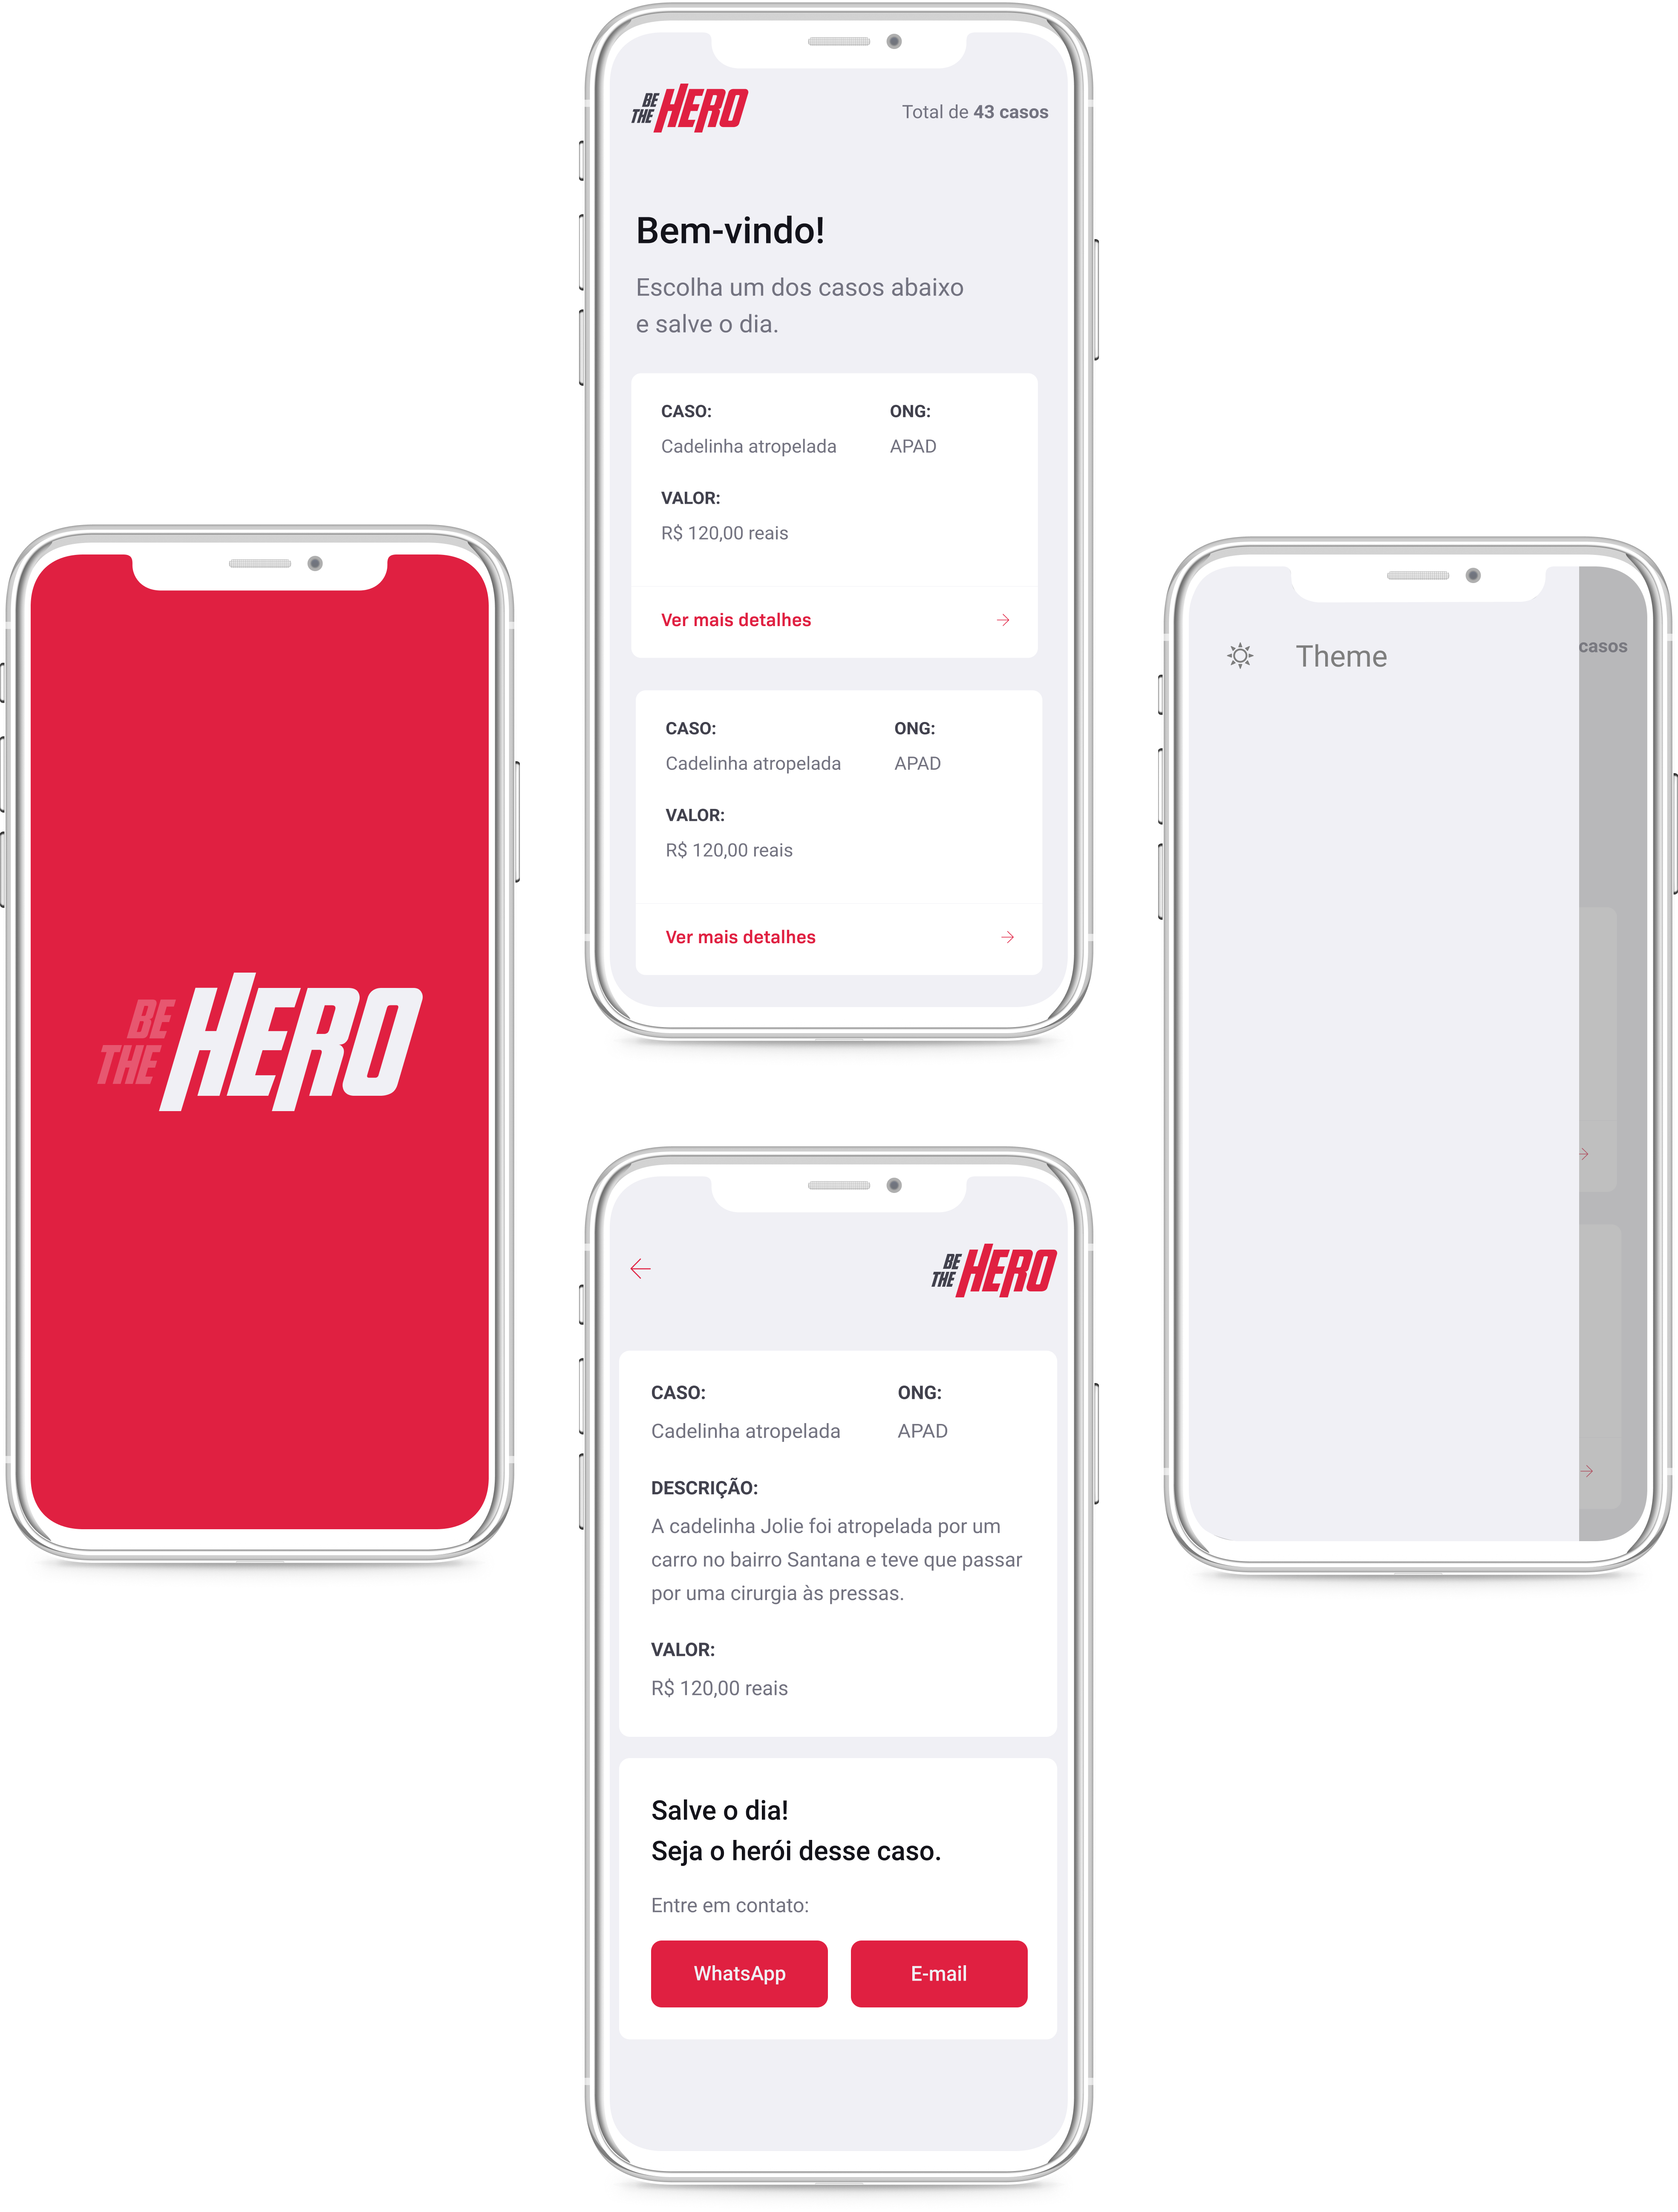 BE
THE HERO
Total de 43 casos
Bem-vindo!
Escolha um dos casos abaixo
e salve o dia.
CASO: ONG:
Cadelinha atropelada APAD
VALOR:
R$ 120,00 reais
Ver mais detalhes
CASO: ONG:
Cadelinha atropelada APAD
VALOR:
R$ 120,00 reais
Ver mais detalhes
BE
THE HERO
Theme
casos
BE
THE HERO
CASO: ONG:
Cadelinha atropelada APAD
DESCRIÇÃO:
A cadelinha Jolie foi atropelada por um
carro no bairro Santana e teve que passar
por uma cirurgia às pressas.
VALOR:
R$ 120,00 reais
Salve o dia!
Seja o herói desse caso.
Entre em contato:
WhatsApp E-mail